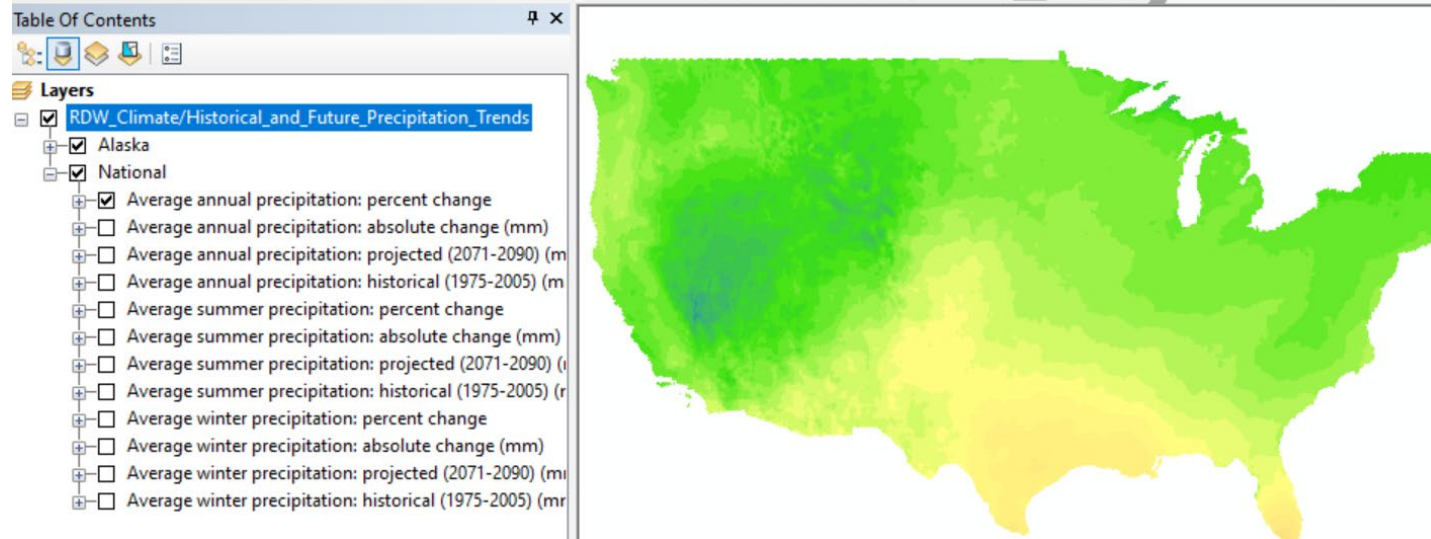 Table Of Contents
Layers
RDW_Climate/Historical_and_Future_Precipitation_Trends
Alaska
National
Average annual precipitation: percent change
Average annual precipitation: absolute change (mm)
Average annual precipitation: projected (2071-2090) (m
Average annual precipitation: historical (1975-2005) (m
Average summer precipitation: percent change
Average summer precipitation: absolute change (mm)
Average summer precipitation: projected (2071-2090) (
Average summer precipitation: historical (1975-2005) (r
Average winter precipitation: percent change
Average winter precipitation: absolute change (mm)
Average winter precipitation: projected (2071-2090) (m
Average winter precipitation: historical (1975-2005) (mr